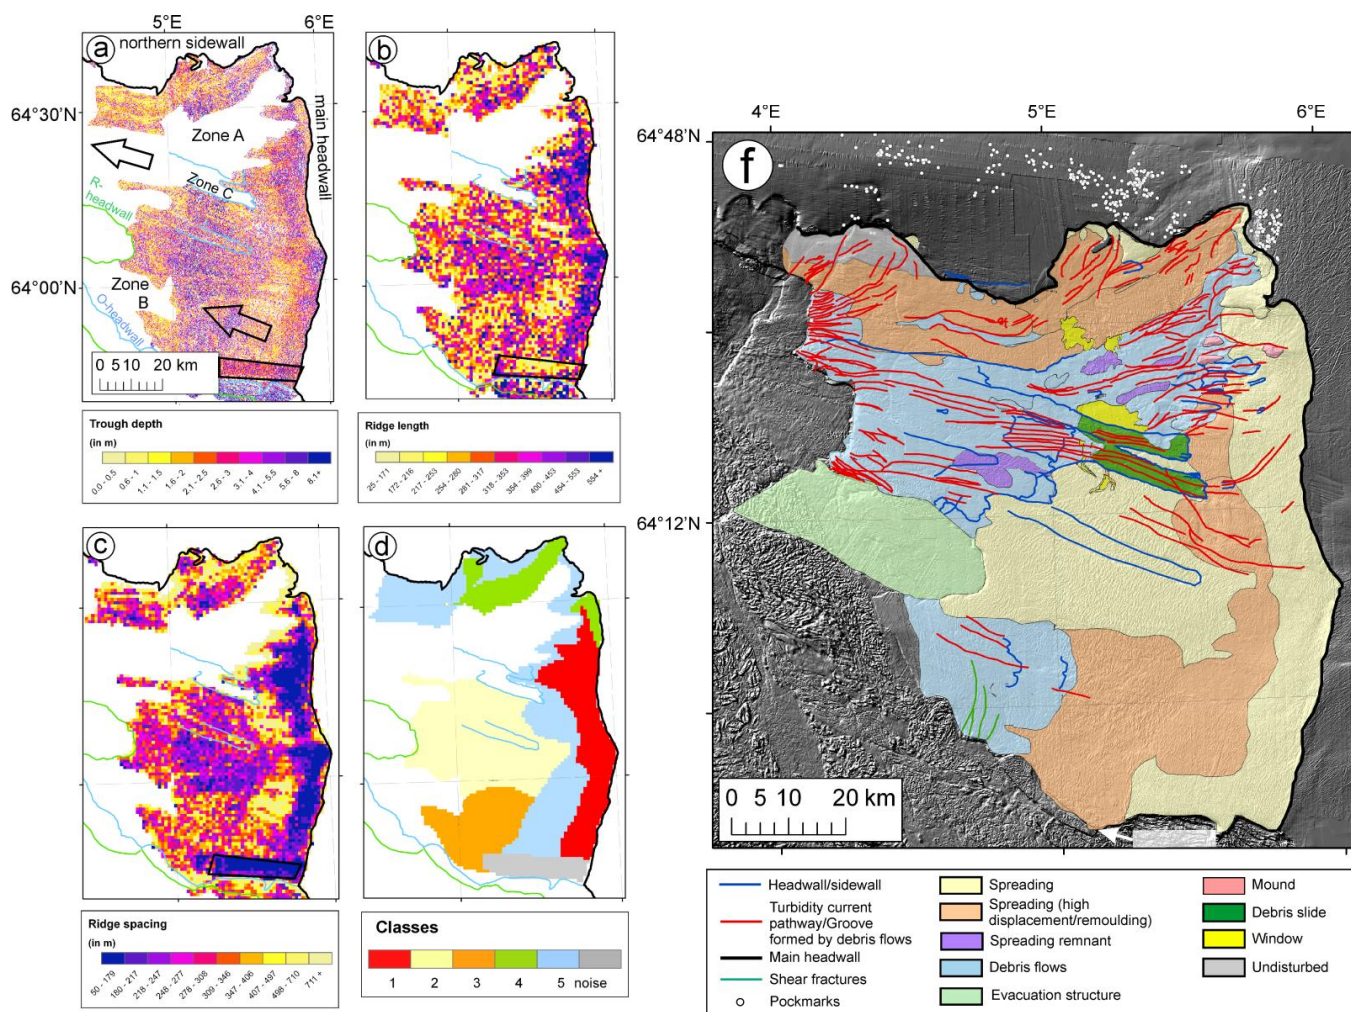 5°E
6°E
a
northern sidewall
b
main headwall
64°30'N
Zone A
R-
headwall
Zone C
64°00'N
Zone
B
O-headwall
0 5 10 20 km
Trough depth
(in m)
0.0 - 0.5
0.6 - 1
1.1 - 1.5
1.6 - 2
2.1 - 2.5
2.6 - 3
3.1 - 4
4.1 - 5.5
5.6 - 8
8.1+
Ridge length
(in m)
25 - 171
172 - 216
217 - 253
254 - 280
281 - 317
318 - 353
354 - 399
400 - 453
454 - 553
554 +
c
d
Ridge spacing
(in m)
50 - 179
180 - 217
218 - 247
248 - 277
278 - 308
309 - 346
347 - 406
407 - 497
498 - 710
711 +
Classes
1 2 3 4 5 noise
4°E
5°E
6°E
64°48'N
f
64°12'N
0 5 10 20 km
Headwall/sidewall
Turbidity current
pathway/Groove
formed by debris flows
Main headwall
Shear fractures
Pockmarks
Spreading
Spreading (high
displacement/remoulding)
Spreading remnant
Debris flows
Evacuation structure
Mound
Debris slide
Window
Undisturbed